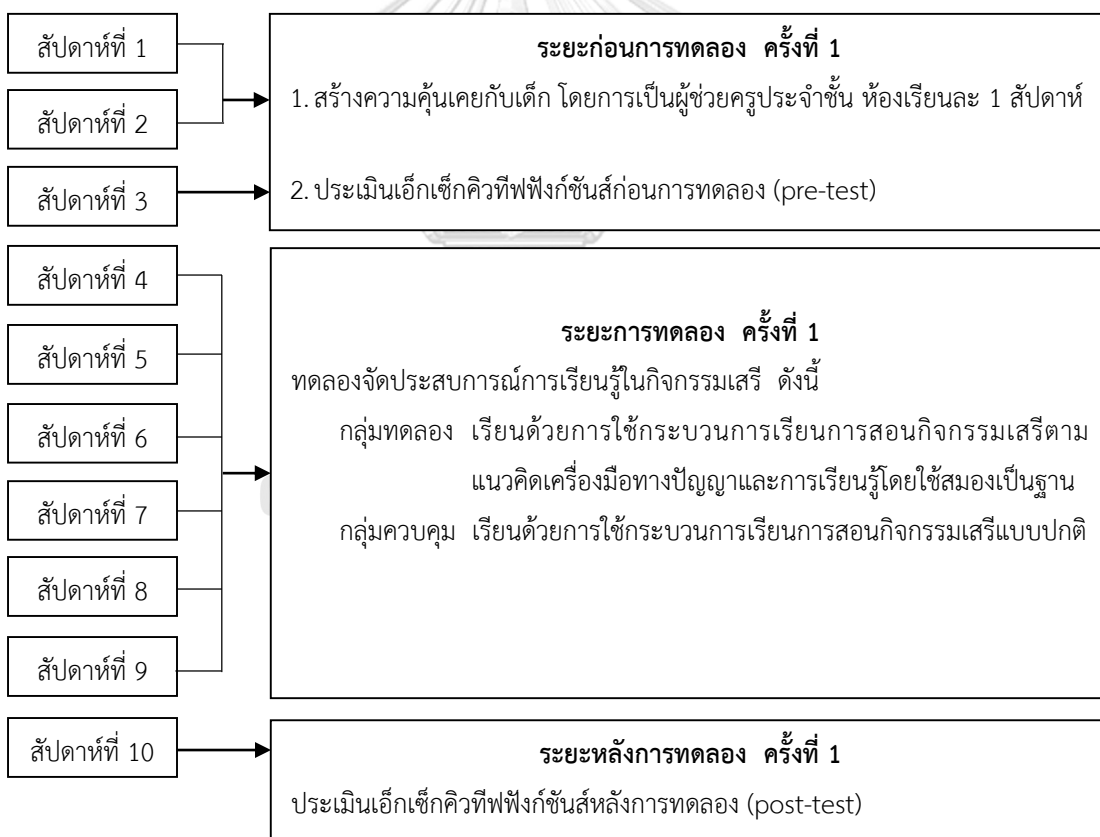 สัปดาห์ที่ 1
สัปดาห์ที่ 2
สัปดาห์ที่ 3
ระยะก่อนการทดลอง ครั้งที่ 1
1. สร้างความคุ้นเคยกับเด็ก โดยการเป็นผู้ช่วยครูประจำชั้น ห้องเรียนละ 1 สัปดาห์
2. ประเมินเอ็กเซ็กคิวทีฟฟังก์ชันส์ก่อนการทดลอง (pre-test)
สัปดาห์ที่ 4
สัปดาห์ที่ 5
สัปดาห์ที่ 6
สัปดาห์ที่ 7
สัปดาห์ที่ 8
สัปดาห์ที่ 9
ระยะการทดลอง ครั้งที่ 1
ทดลองจัดประสบการณ์การเรียนรู้ในกิจกรรมเสรี ดังนี้
กลุ่มทดลอง เรียนด้วยการใช้กระบวนการเรียนการสอนกิจกรรมเสรีตาม
แนวคิดเครื่องมือทางปัญญาและการเรียนรู้โดยใช้สมองเป็นฐาน
กลุ่มควบคุม เรียนด้วยการใช้กระบวนการเรียนการสอนกิจกรรมเสรีแบบปกติ
สัปดาห์ที่ 10
ระยะหลังการทดลอง ครั้งที่ 1
ประเมินเอ็กเซ็กคิวทีฟฟังก์ชันส์หลังการทดลอง (post-test)